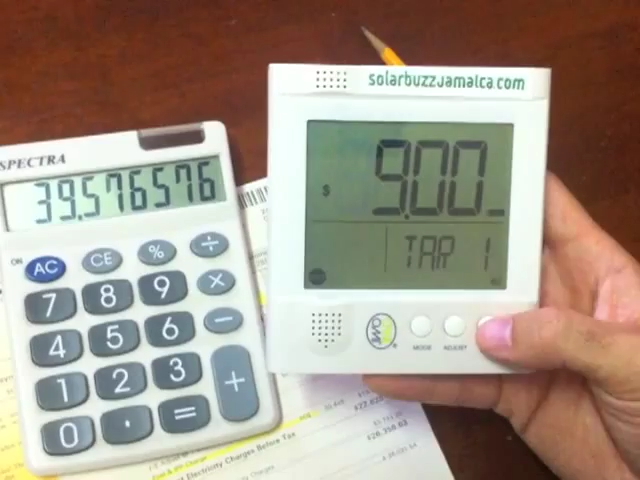 solarbuzzjamaica.com
$ 9.00
TAR 1
OWL
MODE
ADJUST
SPECTRA
39.576576
ON
AC CE % ÷
7 8 9 ×
4 5 6 −
1 2 3 +
0 . =
Electricity Charges Before Tax